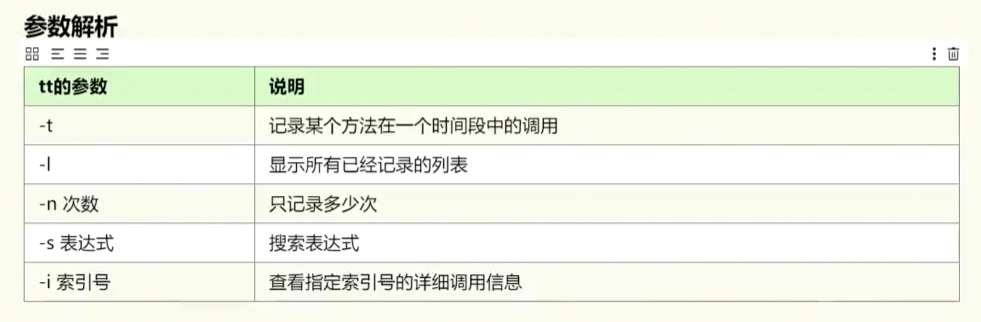 参数解析
tt的参数 说明
-t 记录某个方法在一个时间段中的调用
-l 显示所有已经记录的列表
-n 次数 只记录多少次
-s 表达式 搜索表达式
-i 索引号 查看指定索引号的详细调用信息